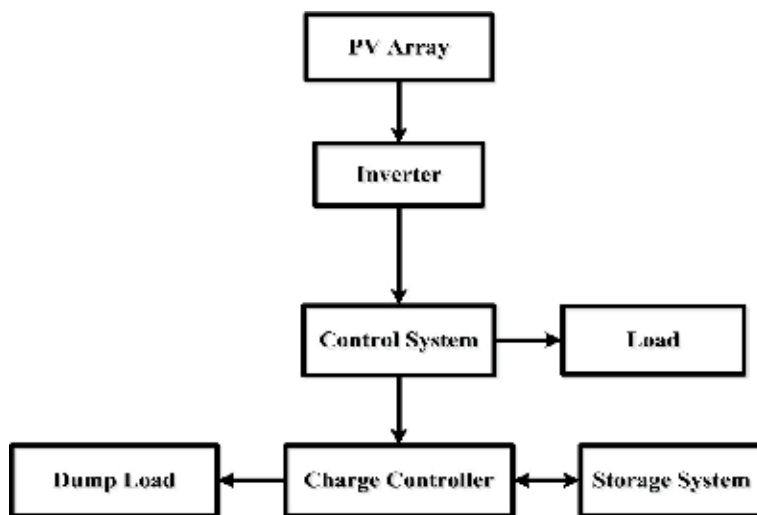 PV Array
Inverter
Control System
Load
Dump Load
Charge Controller
Storage System